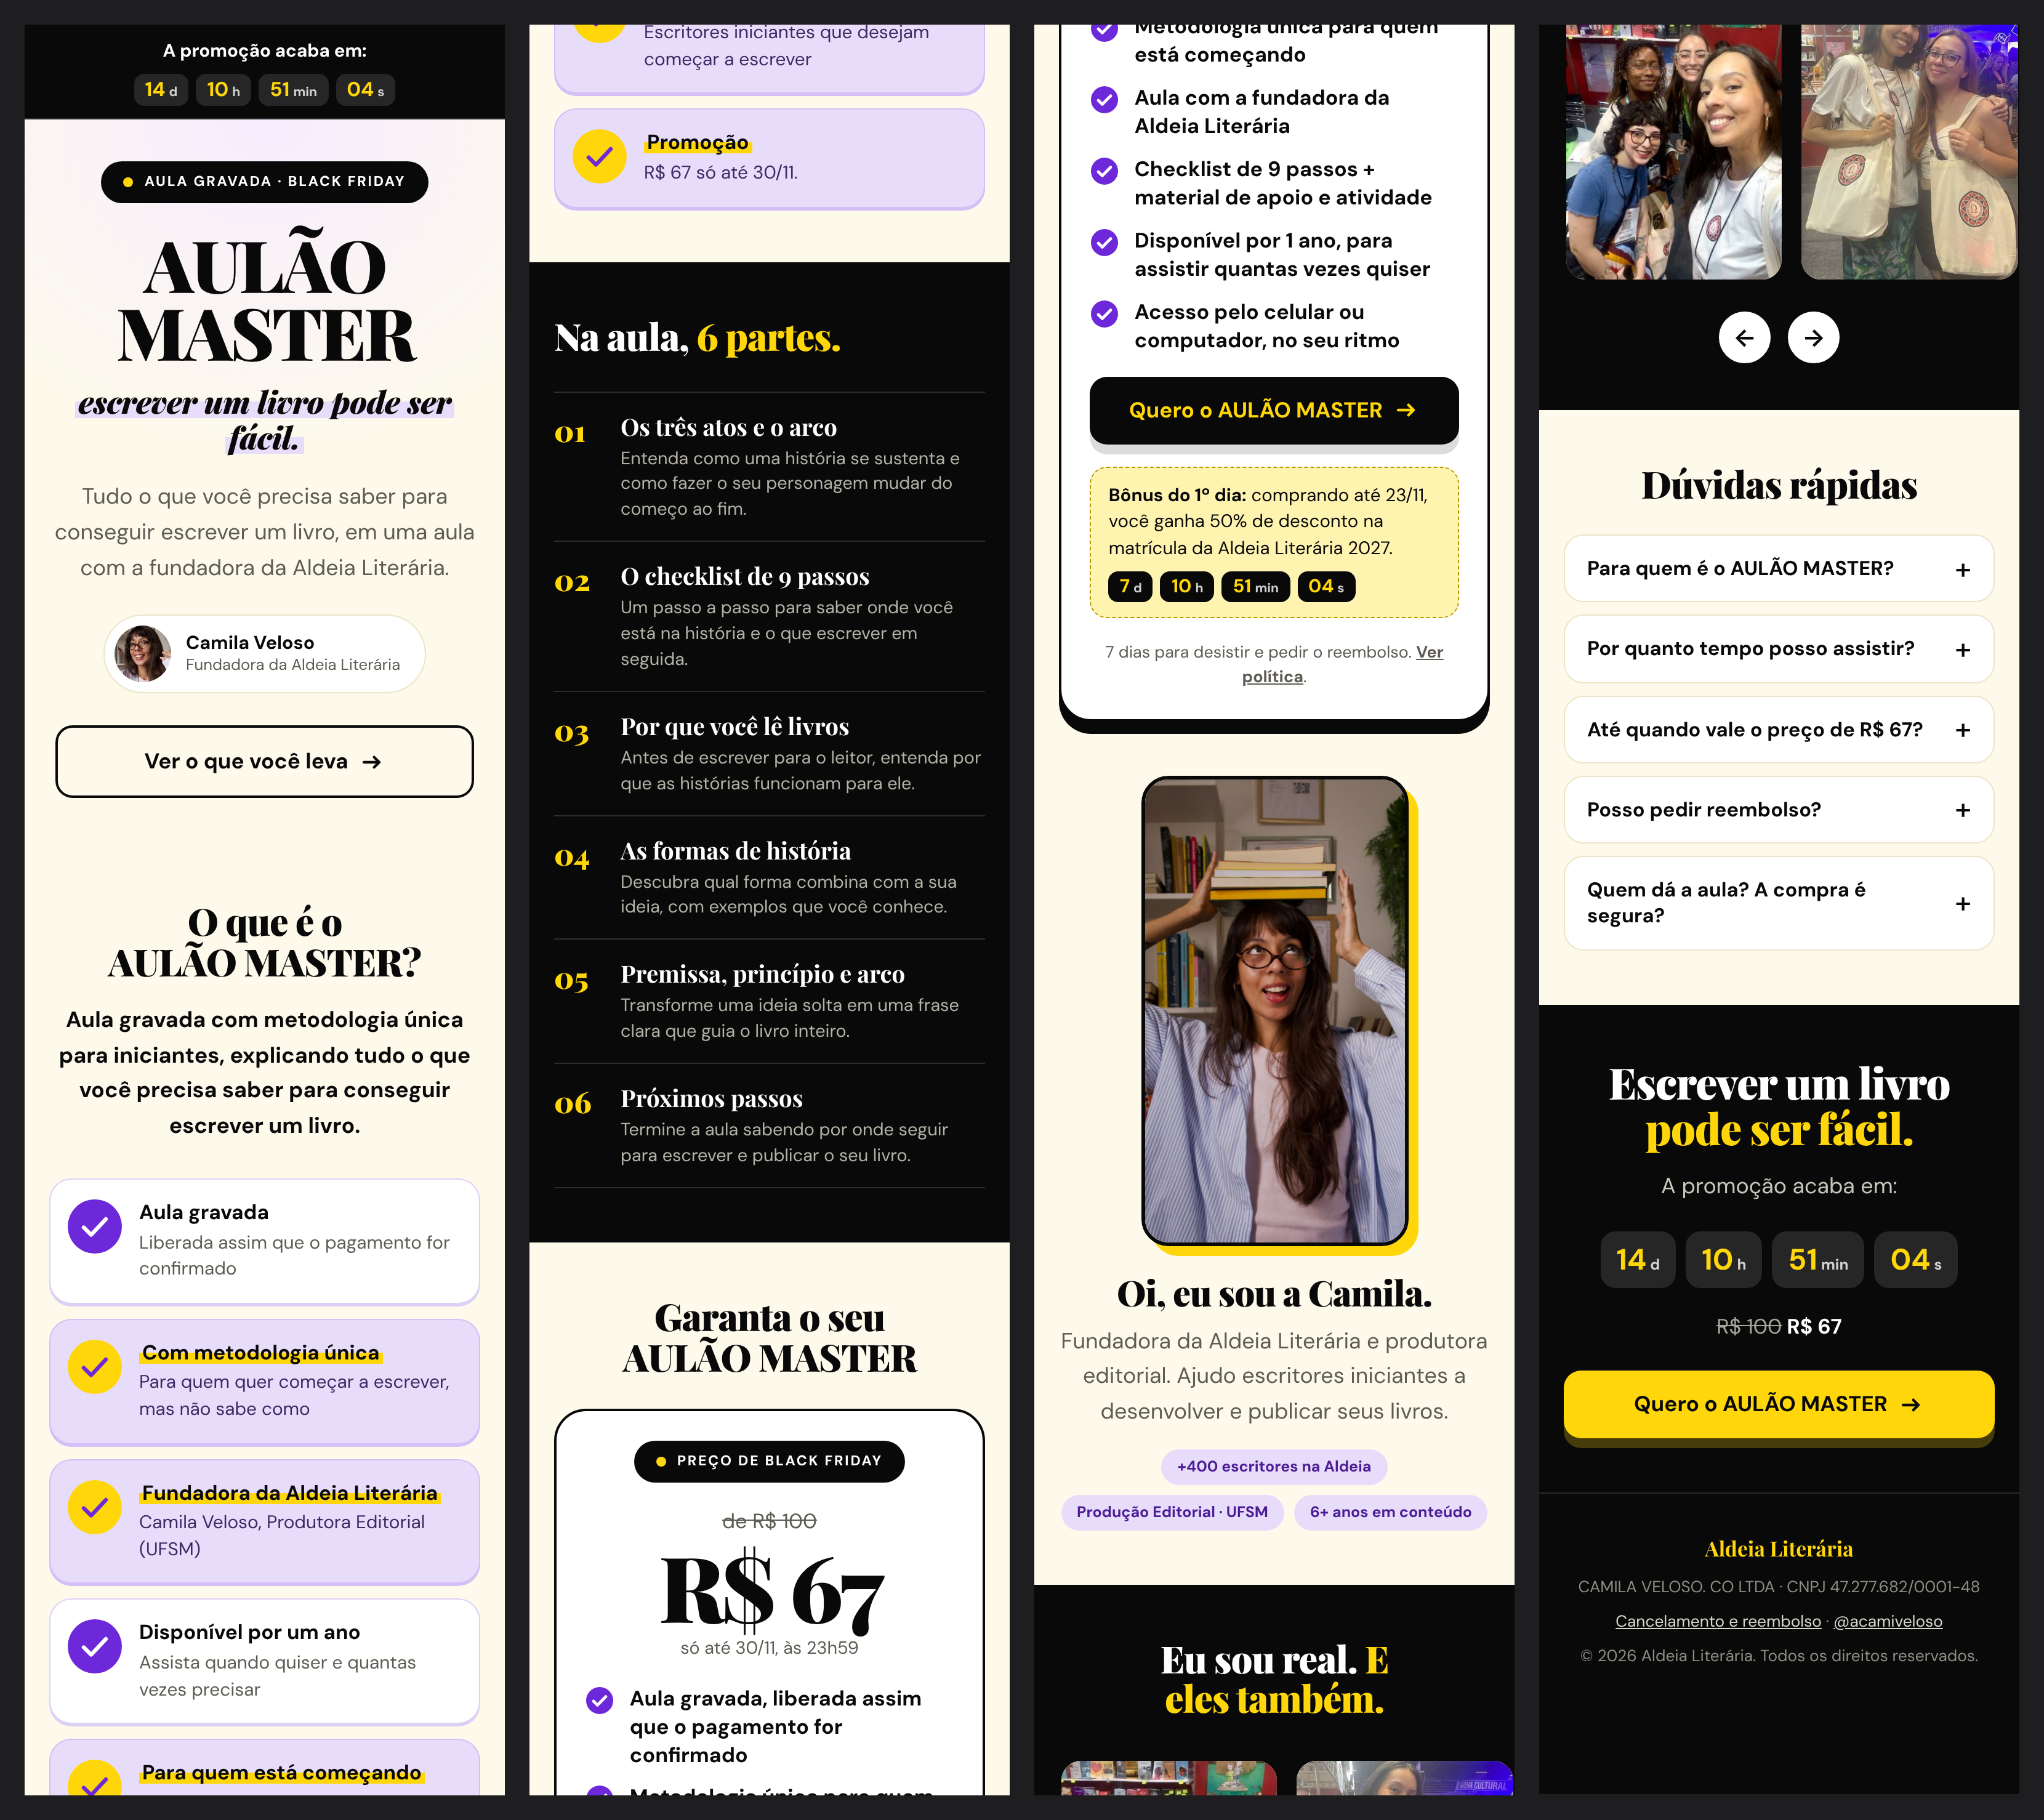 A promoção acaba em:
14 d 10 h 51 min 04 s
AULA GRAVADA · BLACK FRIDAY
AULÃO
MASTER
escrever um livro pode ser
fácil.
Tudo o que você precisa saber para
conseguir escrever um livro, em uma aula
com a fundadora da Aldeia Literária.
Camila Veloso
Fundadora da Aldeia Literária
Ver o que você leva →
O que é o
AULÃO MASTER?
Aula gravada com metodologia única
para iniciantes, explicando tudo o que
você precisa saber para conseguir
escrever um livro.
Aula gravada
Liberada assim que o pagamento for
confirmado
Com metodologia única
Para quem quer começar a escrever,
mas não sabe como
Fundadora da Aldeia Literária
Camila Veloso, Produtora Editorial
(UFSM)
Disponível por um ano
Assista quando quiser e quantas
vezes precisar
Para quem está começando
Escritores iniciantes que desejam
começar a escrever
Promoção
R$ 67 só até 30/11.
Na aula, 6 partes.
01 Os três atos e o arco
Entenda como uma história se sustenta e
como fazer o seu personagem mudar do
começo ao fim.
02 O checklist de 9 passos
Um passo a passo para saber onde você
está na história e o que escrever em
seguida.
03 Por que você lê livros
Antes de escrever para o leitor, entenda por
que as histórias funcionam para ele.
04 As formas de história
Descubra qual forma combina com a sua
ideia, com exemplos que você conhece.
05 Premissa, princípio e arco
Transforme uma ideia solta em uma frase
clara que guia o livro inteiro.
06 Próximos passos
Termine a aula sabendo por onde seguir
para escrever e publicar o seu livro.
Garanta o seu
AULÃO MASTER
PREÇO DE BLACK FRIDAY
de R$ 100
R$ 67
só até 30/11, às 23h59
Aula gravada, liberada assim
que o pagamento for
confirmado
Metodologia única para quem
Metodologia única para quem
está começando
Aula com a fundadora da
Aldeia Literária
Checklist de 9 passos +
material de apoio e atividade
Disponível por 1 ano, para
assistir quantas vezes quiser
Acesso pelo celular ou
computador, no seu ritmo
Quero o AULÃO MASTER →
Bônus do 1º dia: comprando até 23/11,
você ganha 50% de desconto na
matrícula da Aldeia Literária 2027.
7 d 10 h 51 min 04 s
7 dias para desistir e pedir o reembolso. Ver
política.
Oi, eu sou a Camila.
Fundadora da Aldeia Literária e produtora
editorial. Ajudo escritores iniciantes a
desenvolver e publicar seus livros.
+400 escritores na Aldeia
Produção Editorial · UFSM
6+ anos em conteúdo
Eu sou real. E
eles também.
← →
Dúvidas rápidas
Para quem é o AULÃO MASTER? +
Por quanto tempo posso assistir? +
Até quando vale o preço de R$ 67? +
Posso pedir reembolso? +
Quem dá a aula? A compra é
segura? +
Escrever um livro
pode ser fácil.
A promoção acaba em:
14 d 10 h 51 min 04 s
R$ 100 R$ 67
Quero o AULÃO MASTER →
Aldeia Literária
CAMILA VELOSO. CO LTDA · CNPJ 47.277.682/0001-48
Cancelamento e reembolso · @acamiveloso
© 2026 Aldeia Literária. Todos os direitos reservados.